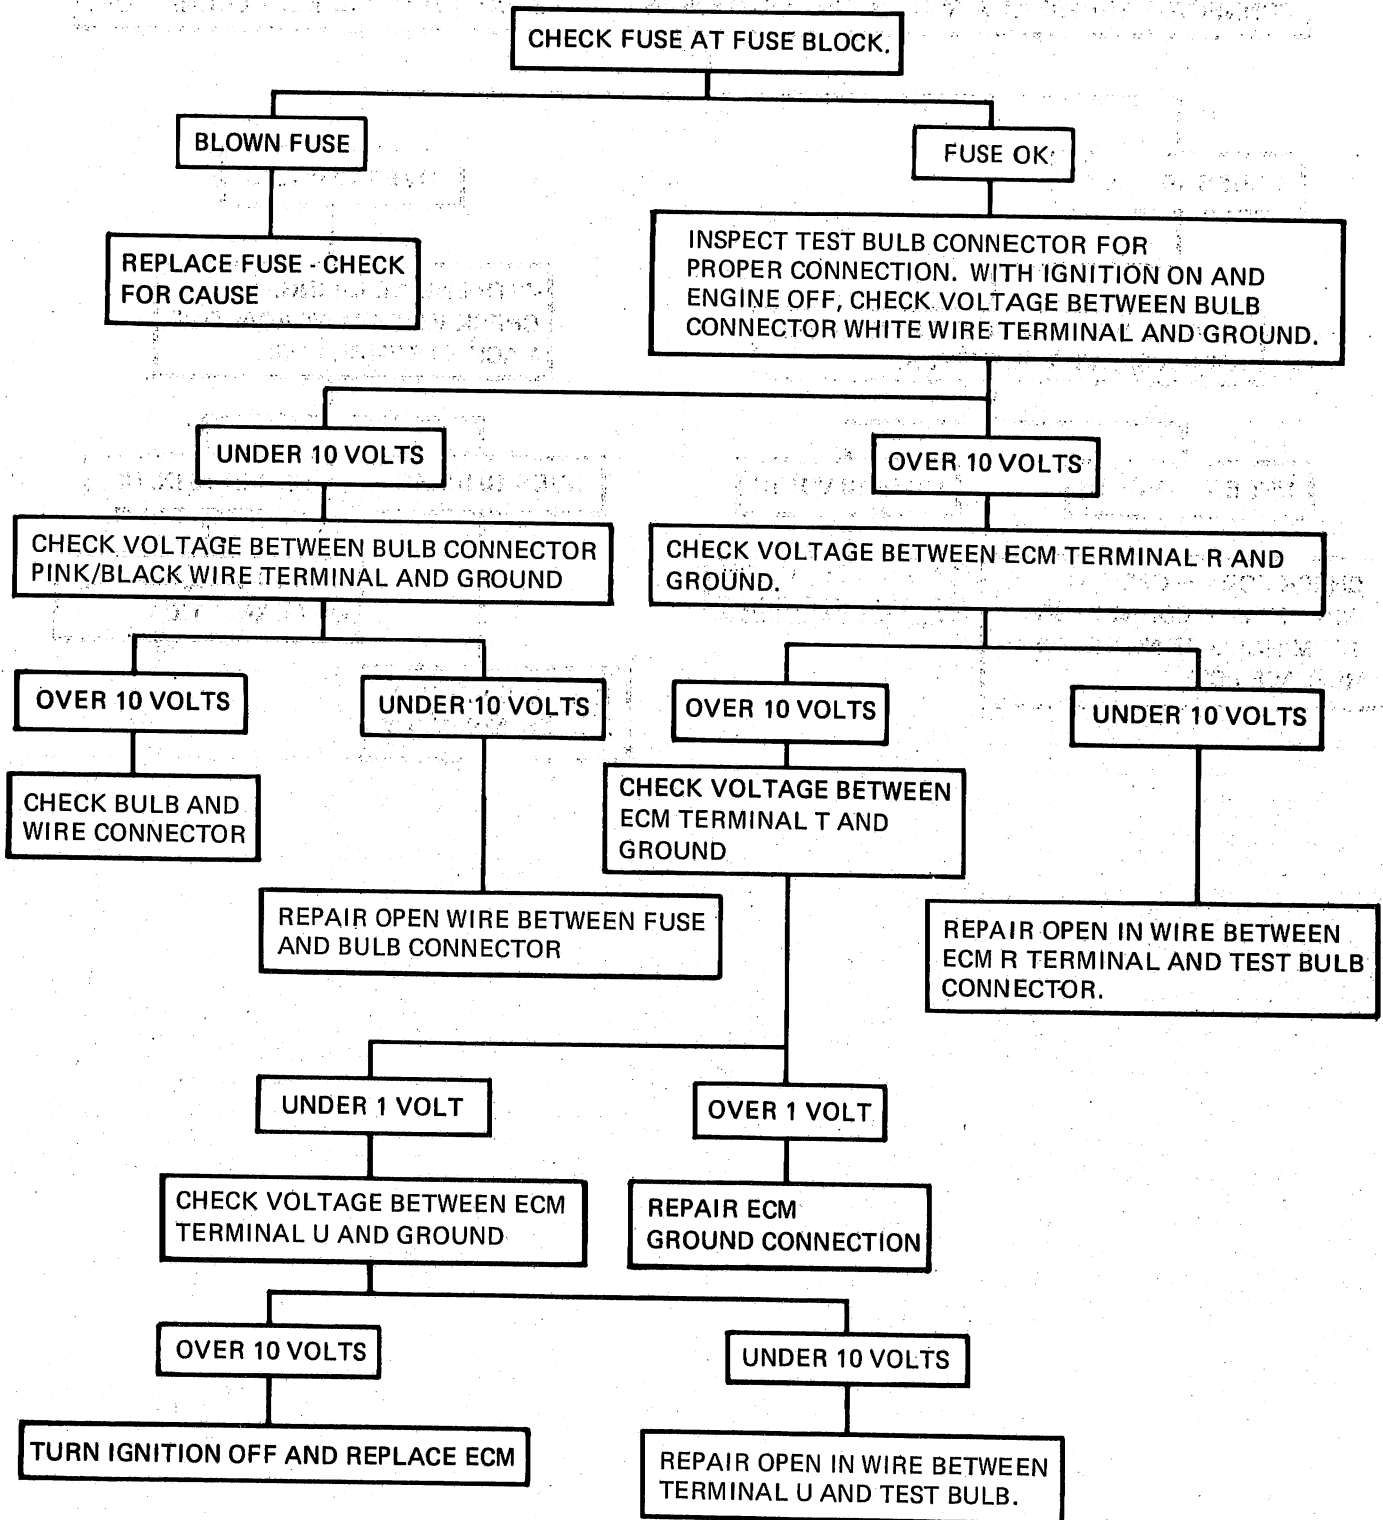 CHECK FUSE AT FUSE BLOCK.
BLOWN FUSE
FUSE OK
REPLACE FUSE - CHECK
FOR CAUSE
INSPECT TEST BULB CONNECTOR FOR
PROPER CONNECTION. WITH IGNITION ON AND
ENGINE OFF, CHECK VOLTAGE BETWEEN BULB
CONNECTOR WHITE WIRE TERMINAL AND GROUND.
UNDER 10 VOLTS
OVER 10 VOLTS
CHECK VOLTAGE BETWEEN BULB CONNECTOR
PINK/BLACK WIRE TERMINAL AND GROUND
CHECK VOLTAGE BETWEEN ECM TERMINAL R AND
GROUND.
OVER 10 VOLTS
UNDER 10 VOLTS
OVER 10 VOLTS
UNDER 10 VOLTS
CHECK BULB AND
WIRE CONNECTOR
CHECK VOLTAGE BETWEEN
ECM TERMINAL T AND
GROUND
REPAIR OPEN WIRE BETWEEN FUSE
AND BULB CONNECTOR
REPAIR OPEN IN WIRE BETWEEN
ECM R TERMINAL AND TEST BULB
CONNECTOR.
UNDER 1 VOLT
OVER 1 VOLT
CHECK VOLTAGE BETWEEN ECM
TERMINAL U AND GROUND
REPAIR ECM
GROUND CONNECTION
OVER 10 VOLTS
UNDER 10 VOLTS
TURN IGNITION OFF AND REPLACE ECM
REPAIR OPEN IN WIRE BETWEEN
TERMINAL U AND TEST BULB.